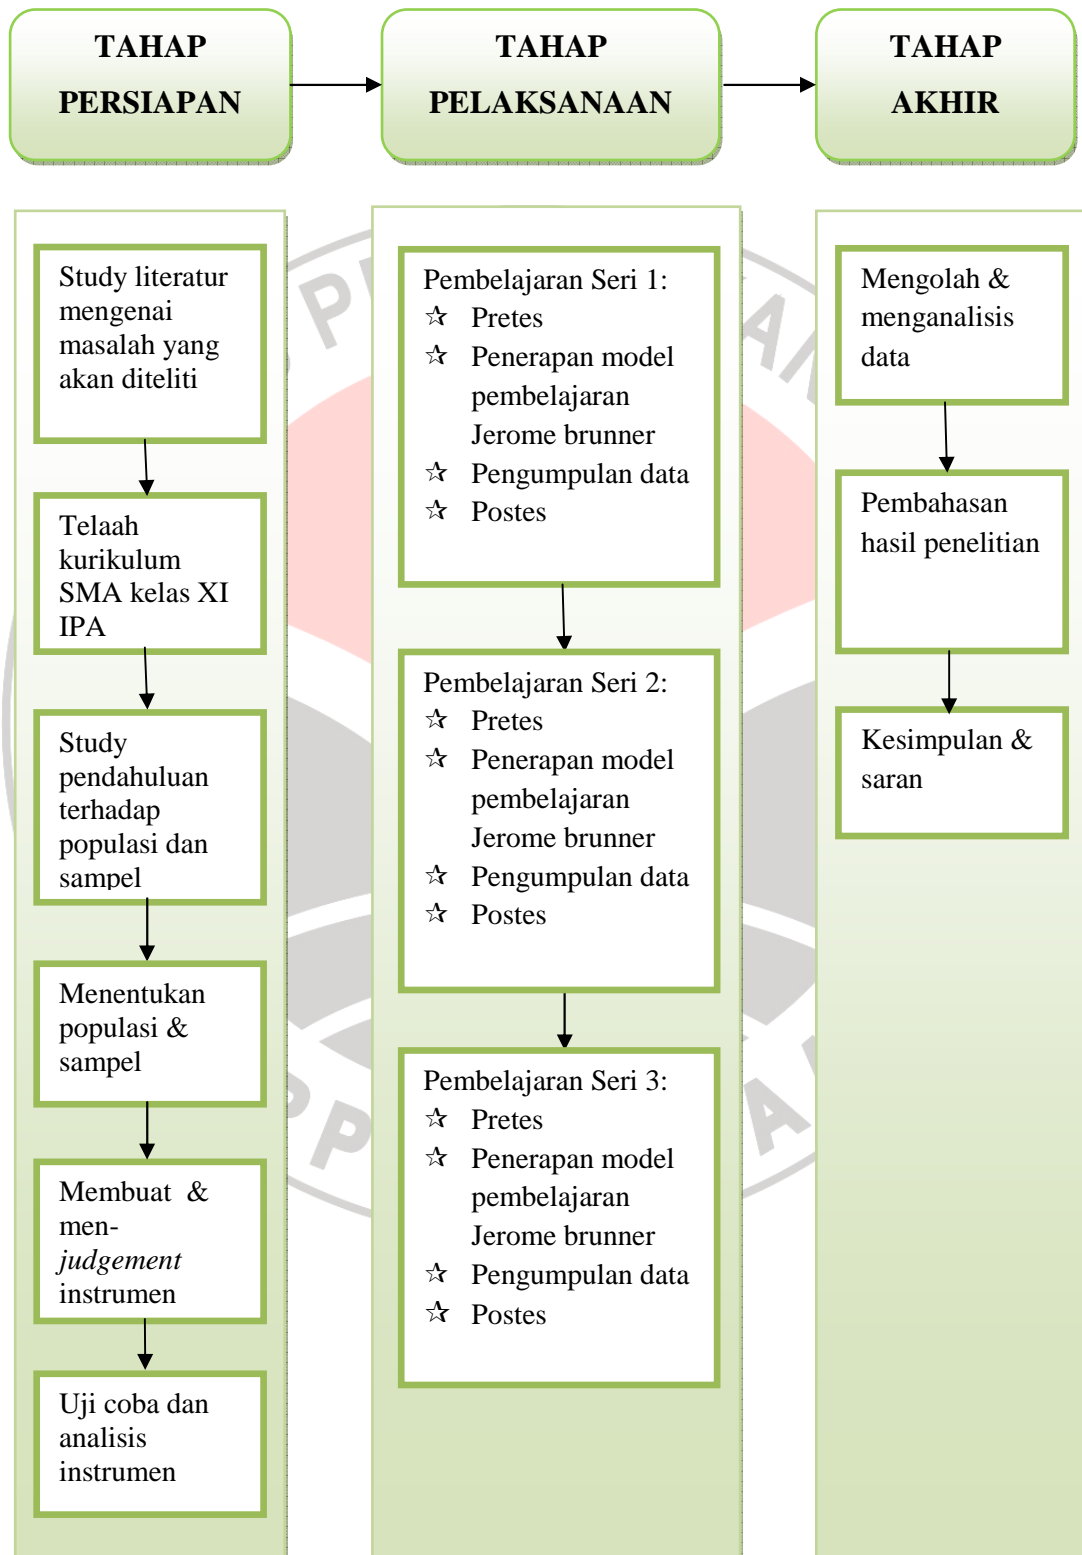 TAHAP
PERSIAPAN
TAHAP
PELAKSANAAN
TAHAP
AKHIR
Study literatur
mengenai
masalah yang
akan diteliti
Telaah
kurikulum
SMA kelas XI
IPA
Study
pendahuluan
terhadap
populasi dan
sampel
Menentukan
populasi &
sampel
Membuat & 
men-
judgement
instrumen
Uji coba dan
analisis
instrumen
Pembelajaran Seri 1:
☆ Pretes
☆ Penerapan model
pembelajaran
Jerome brunner
☆ Pengumpulan data
☆ Postes
Pembelajaran Seri 2:
☆ Pretes
☆ Penerapan model
pembelajaran
Jerome brunner
☆ Pengumpulan data
☆ Postes
Pembelajaran Seri 3:
☆ Pretes
☆ Penerapan model
pembelajaran
Jerome brunner
☆ Pengumpulan data
☆ Postes
Mengolah &
menganalisis
data
Pembahasan
hasil penelitian
Kesimpulan &
saran